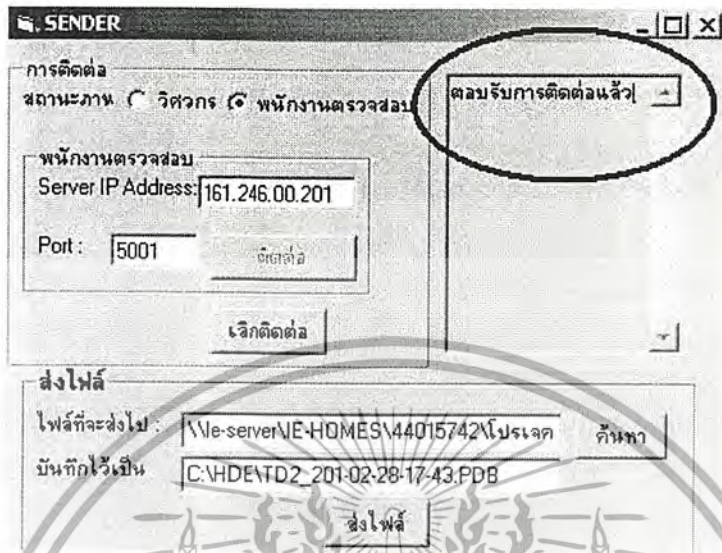 SENDER
การติดต่อ
สถานะภาพ วิศวกร พนักงานตรวจสอบ
ตอบรับการติดต่อแล้ว
พนักงานตรวจสอบ
Server IP Address: 161.246.00.201
Port : 5001 ติดต่อ
เลิกติดต่อ
ส่งไฟล์
ไฟล์ที่จะส่งไป : \\Ie-server\IE-HOMES\44015742\โปรเจค ค้นหา
บันทึกไว้เป็น C:\HDE\TD2_201-02-28-17-43.PDB
ส่งไฟล์